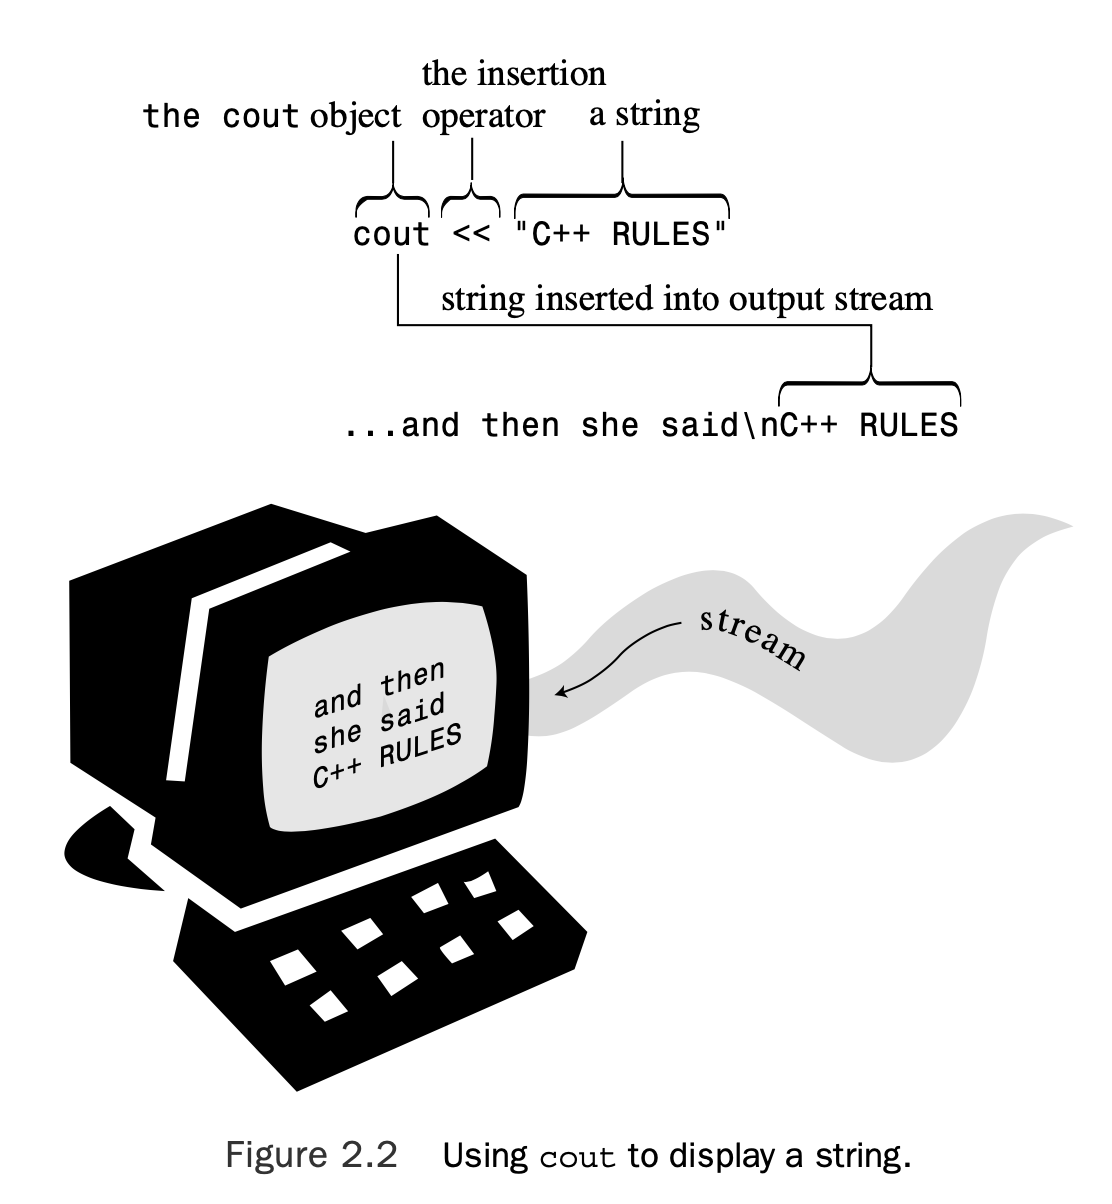 the insertion
the cout object operator a string
cout << "C++ RULES"
string inserted into output stream
...and then she said\nC++ RULES
stream
and then
she said
C++ RULES
Figure 2.2 Using cout to display a string.